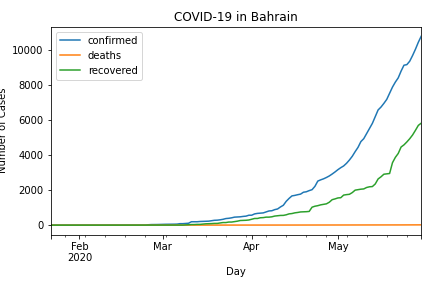 COVID-19 in Bahrain
confirmed
deaths
recovered
10000
8000
6000
4000
2000
0
Number of Cases
Feb
2020
Mar
Apr
May
Day